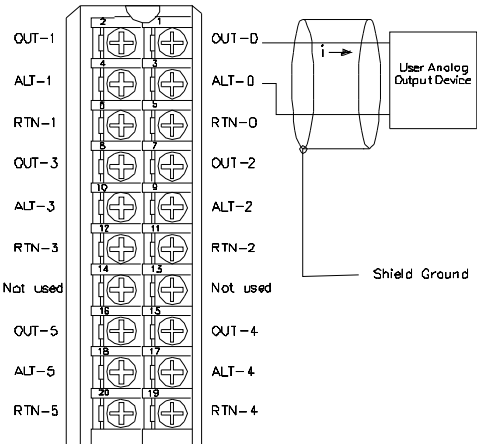 2 1
OUT-1 OUT-0
4 3
ALT-1 ALT-0
6 5
RTN-1 RTN-0
8 7
OUT-3 OUT-2
10 9
ALT-3 ALT-2
12 11
RTN-3 RTN-2
14 13
Not used Not used
16 15
OUT-5 OUT-4
18 17
ALT-5 ALT-4
20 19
RTN-5 RTN-4
i
User Analog
Output Device
Shield Ground